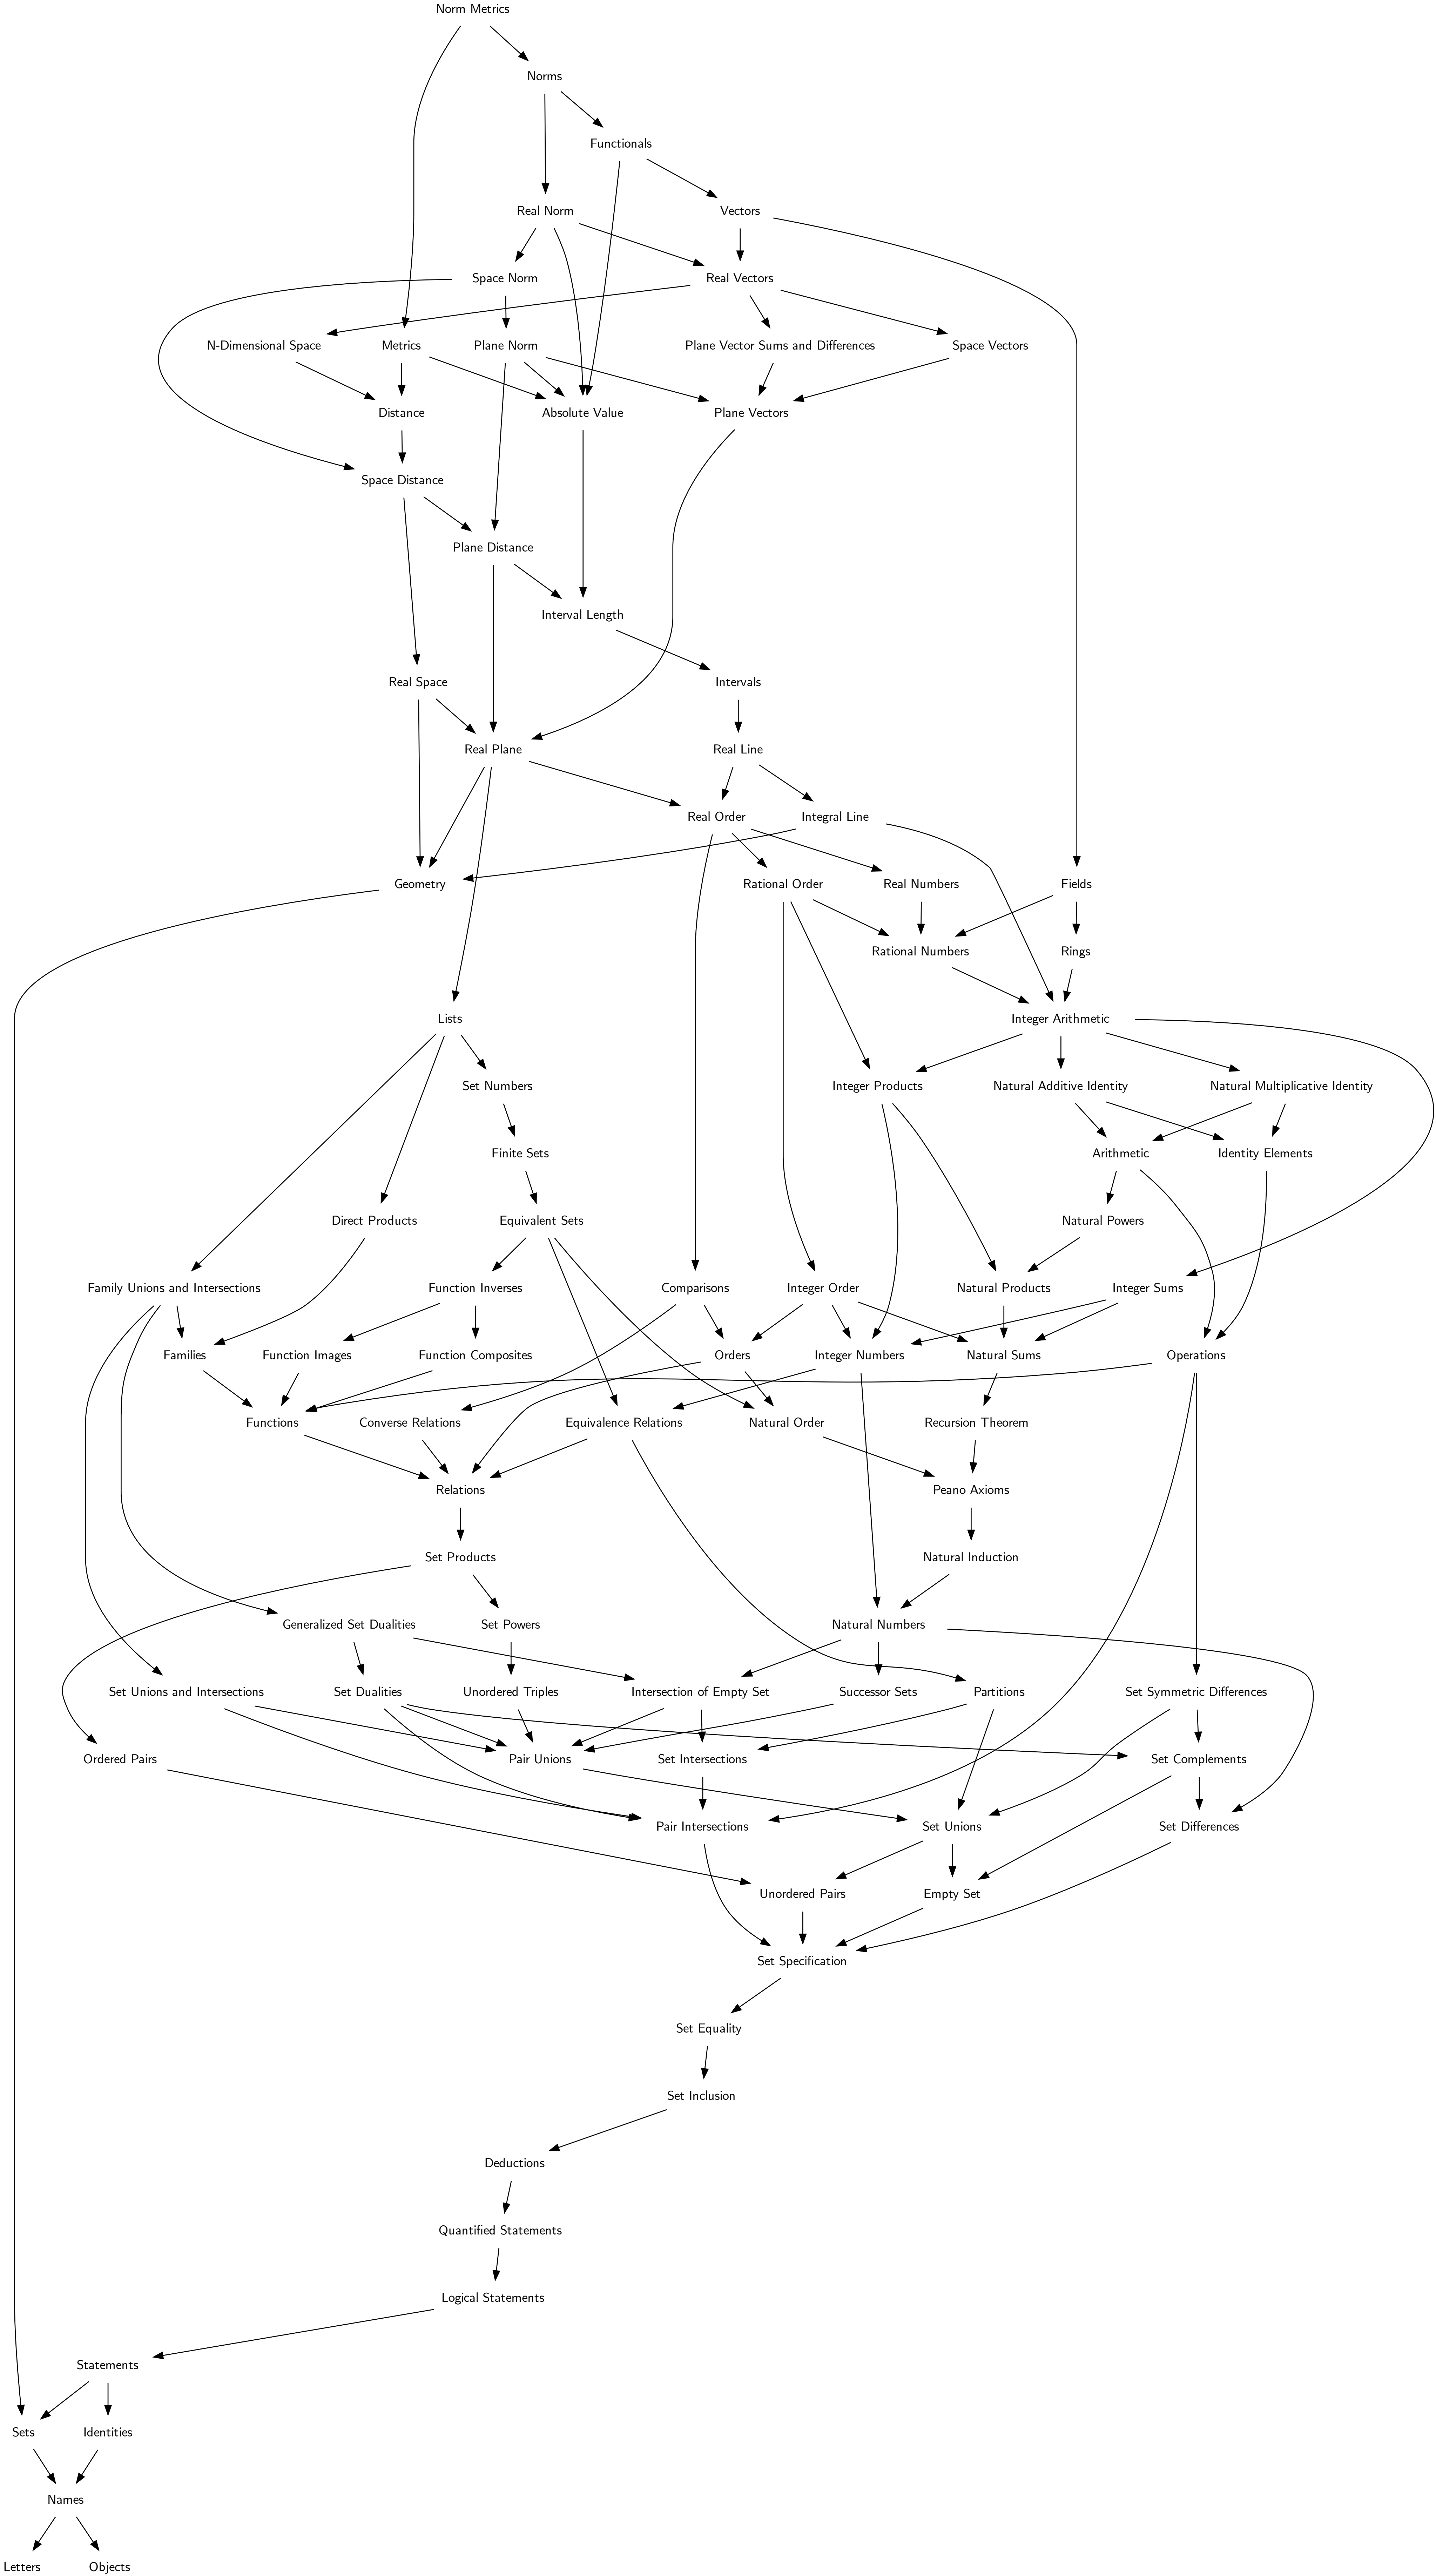 Norm Metrics
Norms
Functionals
Real Norm
Vectors
Space Norm
Real Vectors
N-Dimensional Space
Metrics
Plane Norm
Plane Vector Sums and Differences
Space Vectors
Distance
Absolute Value
Plane Vectors
Space Distance
Plane Distance
Interval Length
Real Space
Intervals
Real Plane
Real Line
Real Order
Integral Line
Geometry
Rational Order
Real Numbers
Fields
Rational Numbers
Rings
Lists
Integer Arithmetic
Set Numbers
Integer Products
Natural Additive Identity
Natural Multiplicative Identity
Finite Sets
Arithmetic
Identity Elements
Direct Products
Equivalent Sets
Natural Powers
Family Unions and Intersections
Function Inverses
Comparisons
Integer Order
Natural Products
Integer Sums
Families
Function Images
Function Composites
Orders
Integer Numbers
Natural Sums
Operations
Functions
Converse Relations
Equivalence Relations
Natural Order
Recursion Theorem
Relations
Peano Axioms
Set Products
Natural Induction
Generalized Set Dualities
Set Powers
Natural Numbers
Set Unions and Intersections
Set Dualities
Unordered Triples
Intersection of Empty Set
Successor Sets
Partitions
Set Symmetric Differences
Ordered Pairs
Pair Unions
Set Intersections
Set Complements
Pair Intersections
Set Unions
Set Differences
Unordered Pairs
Empty Set
Set Specification
Set Equality
Set Inclusion
Deductions
Quantified Statements
Logical Statements
Statements
Sets
Identities
Names
Letters
Objects